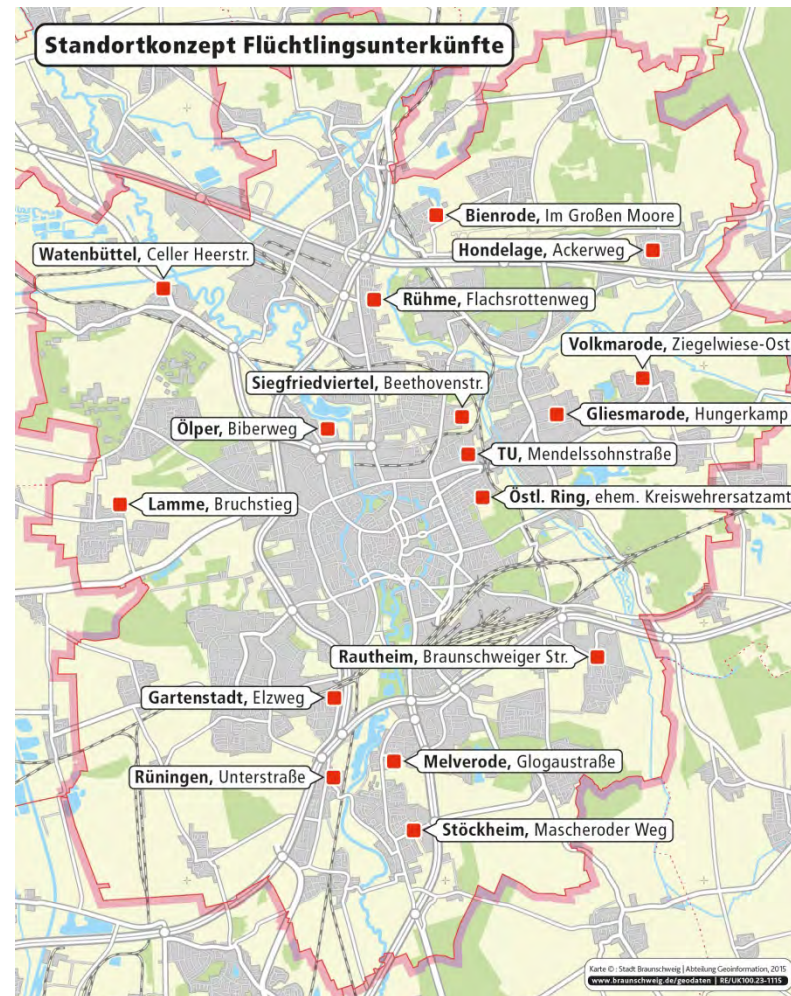 Standortkonzept Flüchtlingsunterkünfte
Bienrode, Im Großen Moore
Hondelage, Ackerweg
Watenbüttel, Celler Heerstr.
Rühme, Flachsrottenweg
Volkmarode, Ziegelwiese-Ost
Siegfriedviertel, Beethovenstr.
Gliesmarode, Hungerkamp
Ölper, Biberweg
TU, Mendelssohnstraße
Lamme, Bruchstieg
Östl. Ring, ehem. Kreiswehrersatzamt
Rautheim, Braunschweiger Str.
Gartenstadt, Elzweg
Melverode, Glogaustraße
Rüningen, Unterstraße
Stöckheim, Mascheroder Weg
Karte © : Stadt Braunschweig | Abteilung Geoinformation, 2015
www.braunschweig.de/geodaten | RE/UK100.23-1115